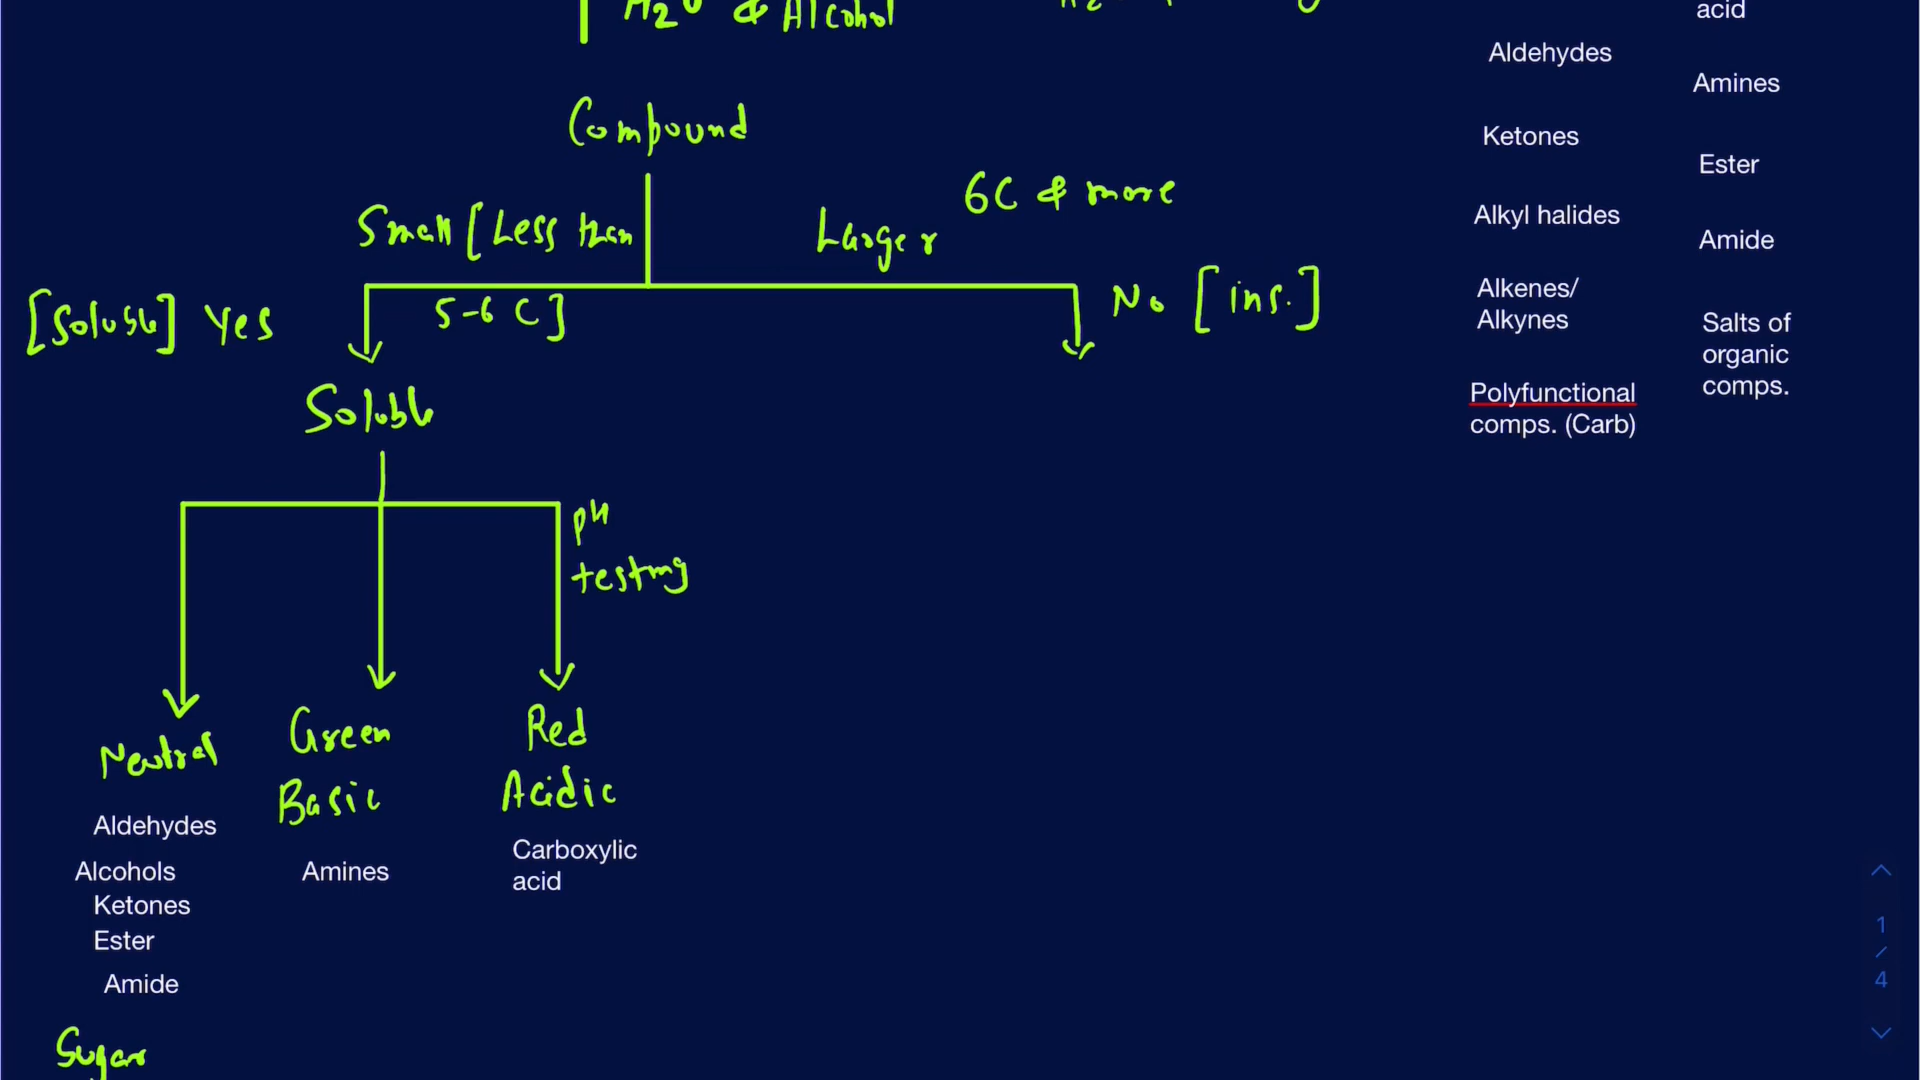 H2O & Alcohol
acid
Aldehydes
Amines
Compound
Ketones
Ester
6C & more
Small [Less than
Larger
Alkyl halides
Amide
[Soluble] Yes
5-6 C]
No [ins.]
Alkenes/
Alkynes
Salts of
organic
comps.
Soluble
Polyfunctional
comps. (Carb)
pH
testing
Neutral
Green
Basic
Red
Acidic
Aldehydes
Alcohols
Ketones
Ester
Amide
Amines
Carboxylic
acid
Sugar
1
/
4